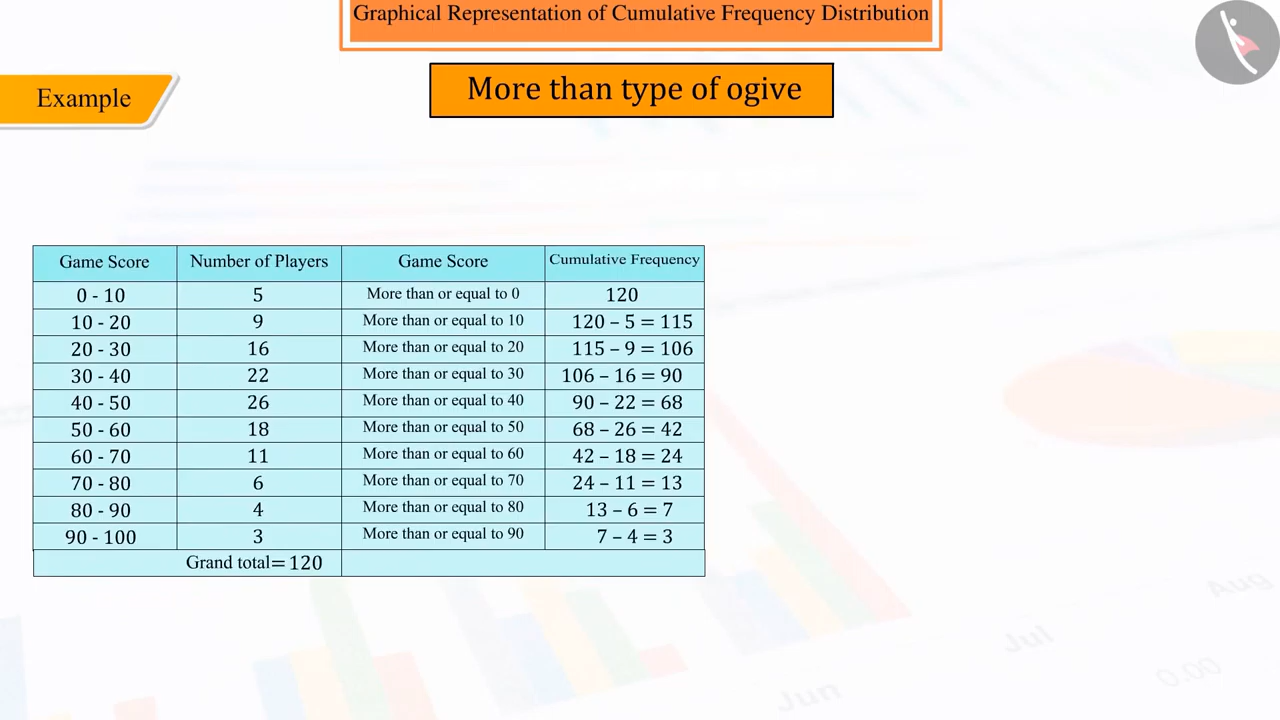 Graphical Representation of Cumulative Frequency Distribution
More than type of ogive
Example
Game Score Number of Players Game Score Cumulative Frequency
0 - 10 5 More than or equal to 0 120
10 - 20 9 More than or equal to 10 120 – 5 = 115
20 - 30 16 More than or equal to 20 115 – 9 = 106
30 - 40 22 More than or equal to 30 106 – 16 = 90
40 - 50 26 More than or equal to 40 90 – 22 = 68
50 - 60 18 More than or equal to 50 68 – 26 = 42
60 - 70 11 More than or equal to 60 42 – 18 = 24
70 - 80 6 More than or equal to 70 24 – 11 = 13
80 - 90 4 More than or equal to 80 13 – 6 = 7
90 - 100 3 More than or equal to 90 7 – 4 = 3
Grand total = 120
Aug
Jul
Jun
0.00